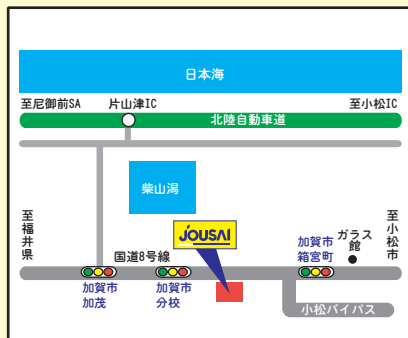 日本海
至尼御前SA
片山津IC
至小松IC
北陸自動車道
柴山潟
至福井県
国道8号線
JOUSAI
加賀市
箱宮町
ガラス
館
至小松市
加賀市
加茂
加賀市
分校
小松バイパス